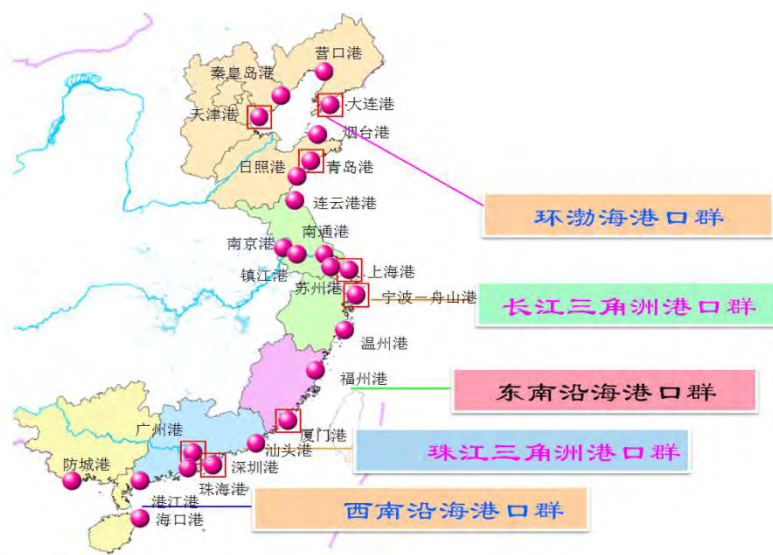 营口港
秦皇岛港
大连港
天津港
烟台港
日照港
青岛港
连云港港
环渤海港口群
南通港
南京港
镇江港
上海港
苏州港
宁波—舟山港
长江三角洲港口群
温州港
福州港
东南沿海港口群
广州港
厦门港
汕头港
珠江三角洲港口群
防城港
深圳港
珠海港
港江港
海口港
西南沿海港口群